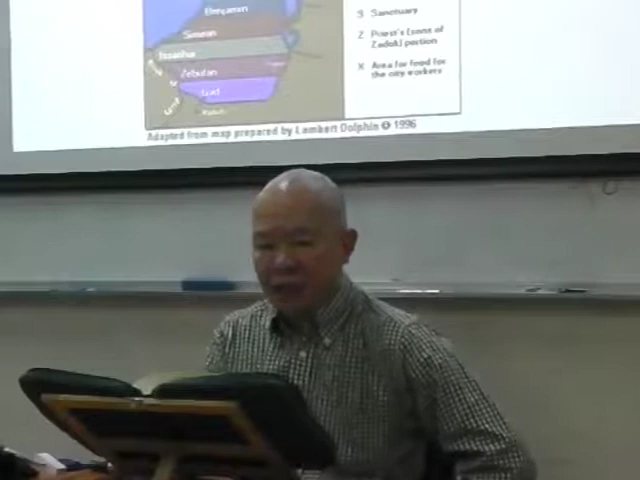 Benjamin
Simeon
Issachar
Zebulan
Gad
S Sanctuary
Z Priest's (sons of
Zadok) portion
X Area for food for
the city workers
Adapted from map prepared by Lambert Dolphin © 1996